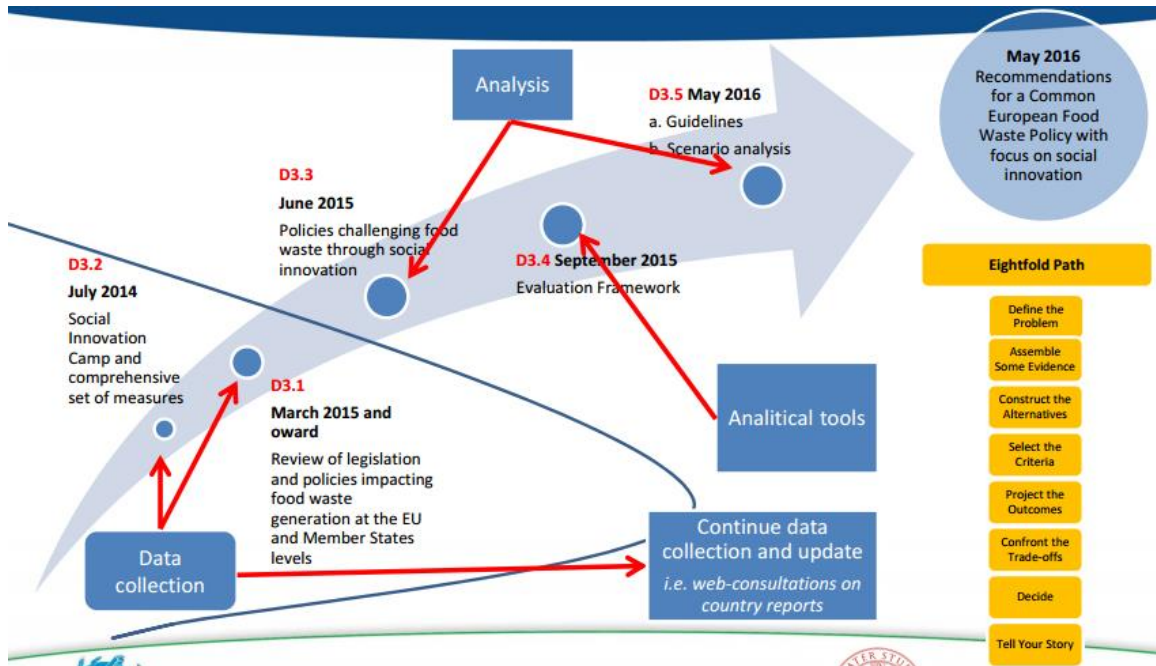 Analysis
May 2016
Recommendations
for a Common
European Food
Waste Policy with
focus on social
innovation
D3.5 May 2016
a. Guidelines
b. Scenario analysis
D3.3
June 2015
Policies challenging food
waste through social
innovation
D3.4 September 2015
Evaluation Framework
D3.2
July 2014
Social
Innovation
Camp and
comprehensive
set of measures
D3.1
March 2015 and
oward
Review of legislation
and policies impacting
food waste
generation at the EU
and Member States
levels
Analitical tools
Data
collection
Continue data
collection and update
i.e. web-consultations on
country reports
Eightfold Path
Define the
Problem
Assemble
Some Evidence
Construct the
Alternatives
Select the
Criteria
Project the
Outcomes
Confront the
Trade-offs
Decide
Tell Your Story